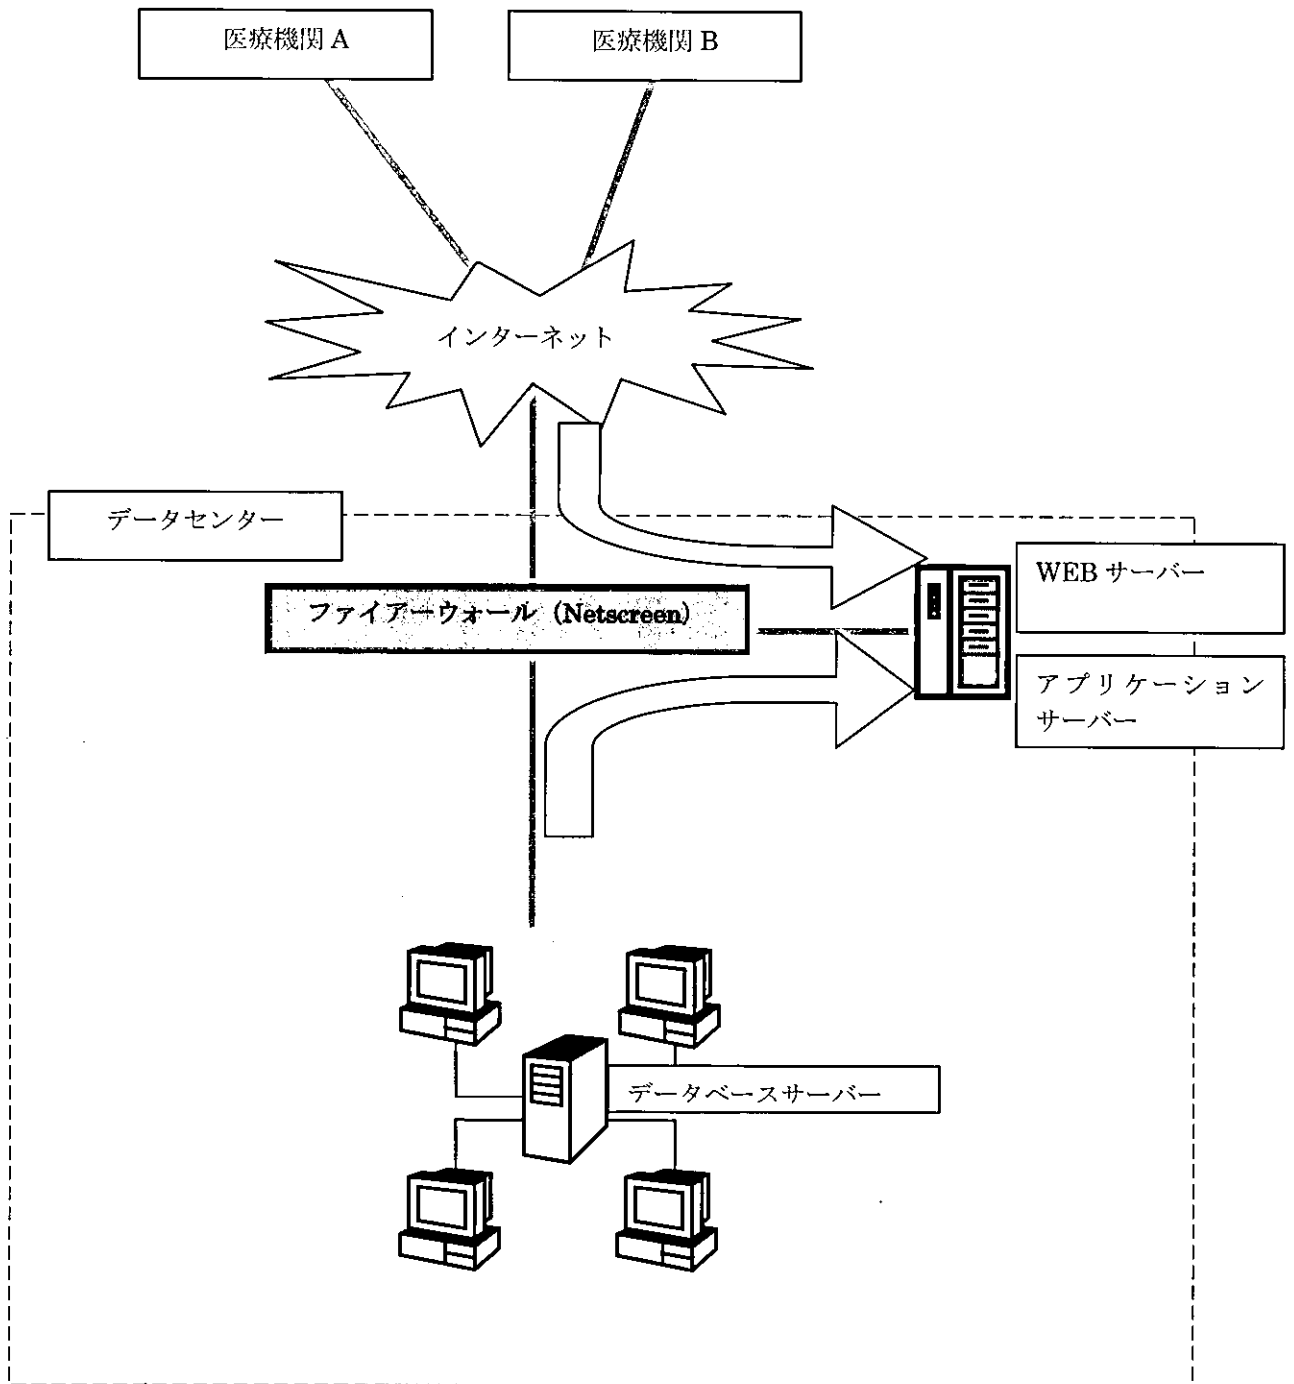 医療機関 A
医療機関 B
インターネット
データセンター
WEB サーバー
ファイアーウォール (Netscreen)
アプリケーション
サーバー
データベースサーバー